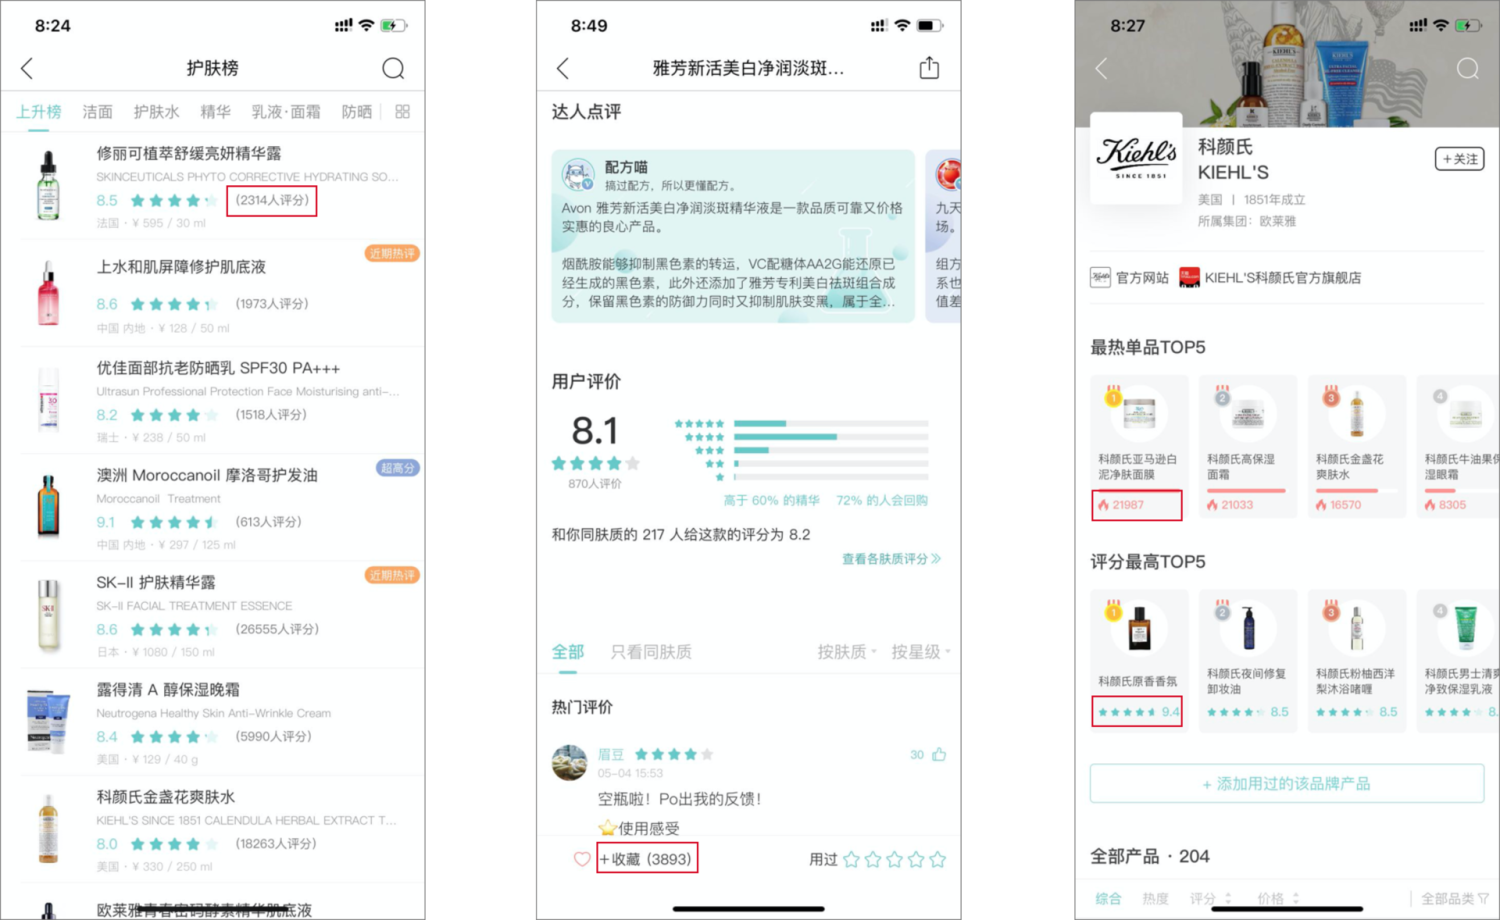 8:24
护肤榜
上升榜 洁面 护肤水 精华 乳液·面霜 防晒
修丽可植萃舒缓亮妍精华露
SKINCEUTICALS PHYTO CORRECTIVE HYDRATING SO...
8.5 (2314人评分)
法国 · ¥ 595 / 30 ml
近期热评
上水和肌屏障修护肌底液
8.6 (1973人评分)
中国 内地 · ¥ 128 / 50 ml
优佳面部抗老防晒乳 SPF30 PA+++
Ultrasun Professional Protection Face Moisturising anti-...
8.2 (1518人评分)
瑞士 · ¥ 238 / 50 ml
超高分
澳洲 Moroccanoil 摩洛哥护发油
Moroccanoil Treatment
9.1 (613人评分)
中国 内地 · ¥ 297 / 125 ml
近期热评
SK-II 护肤精华露
SK-II FACIAL TREATMENT ESSENCE
8.6 (26555人评分)
日本 · ¥ 1080 / 150 ml
露得清 A 醇保湿晚霜
Neutrogena Healthy Skin Anti-Wrinkle Cream
8.4 (5990人评分)
美国 · ¥ 129 / 40 g
科颜氏金盏花爽肤水
KIEHL'S SINCE 1851 CALENDULA HERBAL EXTRACT T...
8.0 (18263人评分)
美国 · ¥ 330 / 250 ml
欧莱雅青春密码酵素精华肌底液
8:49
雅芳新活美白净润淡斑...
达人点评
配方喵
搞过配方，所以更懂配方。
Avon 雅芳新活美白净润淡斑精华液是一款品质可靠又价格
实惠的良心产品。
烟酰胺能够抑制黑色素的转运，VC配糖体AA2G能还原已
经生成的黑色素，此外还添加了雅芳专利美白祛斑组合成
分，保留黑色素的防御力同时又抑制肌肤变黑，属于全...
九天
场。
组方
系也
值差
用户评价
8.1
870人评价
高于 60% 的精华 72% 的人会回购
和你同肤质的 217 人给这款的评分为 8.2
查看各肤质评分
全部 只看同肤质 按肤质 按星级
热门评价
眉豆
30
05-04 15:53
空瓶啦！Po出我的反馈！
使用感受
+收藏 (3893) 用过
8:27
Kiehl's
SINCE 1851
科颜氏
KIEHL'S
+关注
美国 | 1851年成立
所属集团：欧莱雅
官方网站 KIEHL'S科颜氏官方旗舰店
最热单品TOP5
1 2 3 4
科颜氏亚马逊白
泥净肤面膜
21987
科颜氏高保湿
面霜
21033
科颜氏金盏花
爽肤水
16570
科颜氏牛油果保
湿眼霜
8305
评分最高TOP5
1 2 3 4
科颜氏原香香氛
9.4
科颜氏夜间修复
卸妆油
8.5
科颜氏粉柚西洋
梨沐浴啫喱
8.5
科颜氏男士清爽
净致保湿乳液
8.
+ 添加用过的该品牌产品
全部产品 · 204
综合 热度 评分 价格 全部品类